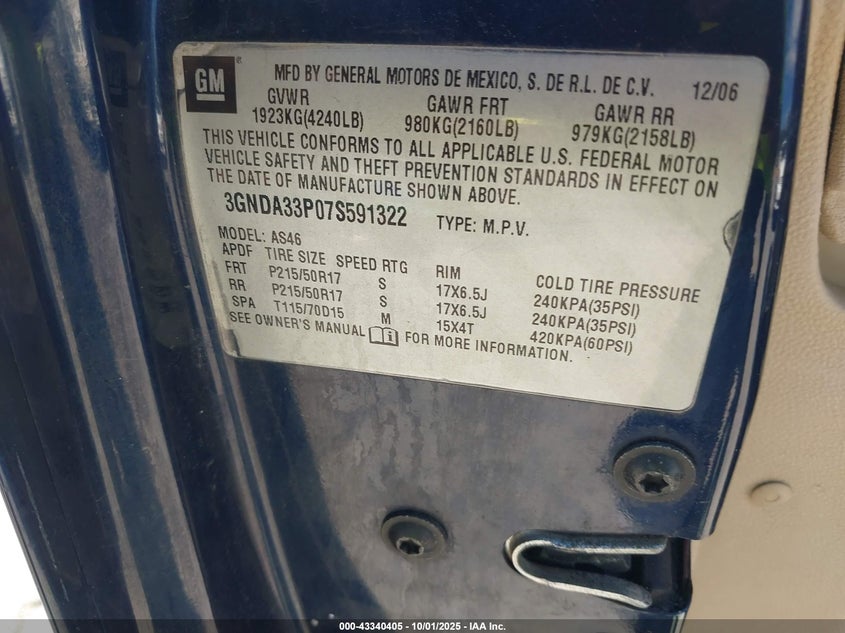 GM ®
MFD BY GENERAL MOTORS DE MEXICO, S. DE R.L. DE C.V. 12/06
GVWR GAWR FRT GAWR RR
1923KG(4240LB) 980KG(2160LB) 979KG(2158LB)
THIS VEHICLE CONFORMS TO ALL APPLICABLE U.S. FEDERAL MOTOR
VEHICLE SAFETY AND THEFT PREVENTION STANDARDS IN EFFECT ON
THE DATE OF MANUFACTURE SHOWN ABOVE.
3GNDA33P07S591322 TYPE: M.P.V.
MODEL: AS46
APDF TIRE SIZE SPEED RTG RIM COLD TIRE PRESSURE
FRT P215/50R17 S 17X6.5J 240KPA(35PSI)
RR P215/50R17 S 17X6.5J 240KPA(35PSI)
SPA T115/70D15 M 15X4T 420KPA(60PSI)
SEE OWNER'S MANUAL i FOR MORE INFORMATION.
000-43340405 - 10/01/2025 - IAA Inc.